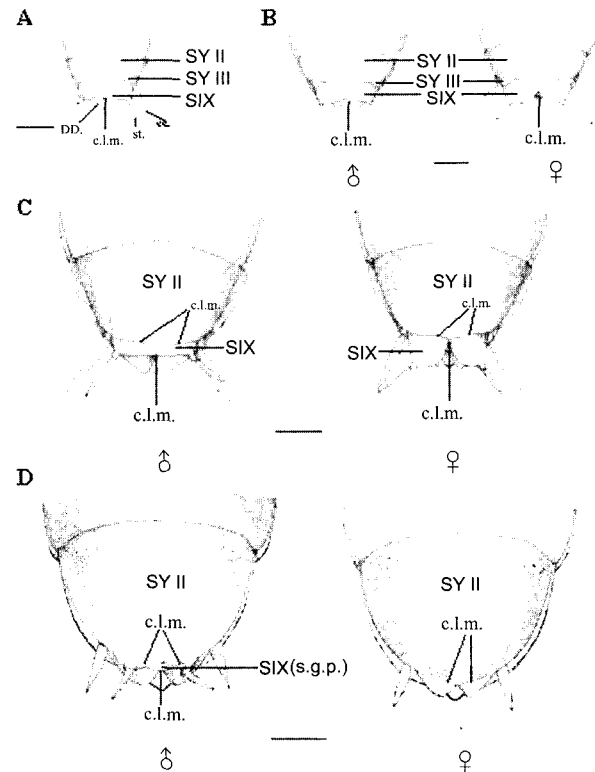 A
SY II
SY III
SIX
DD.
c.l.m.
st.
B
SY II
SY III
SIX
c.l.m.
c.l.m.
♂
♀
C
SY II
c.l.m.
SIX
c.l.m.
♂
SY II
c.l.m.
SIX
c.l.m.
♀
D
SY II
c.l.m.
SIX(s.g.p.)
c.l.m.
♂
SY II
c.l.m.
♀